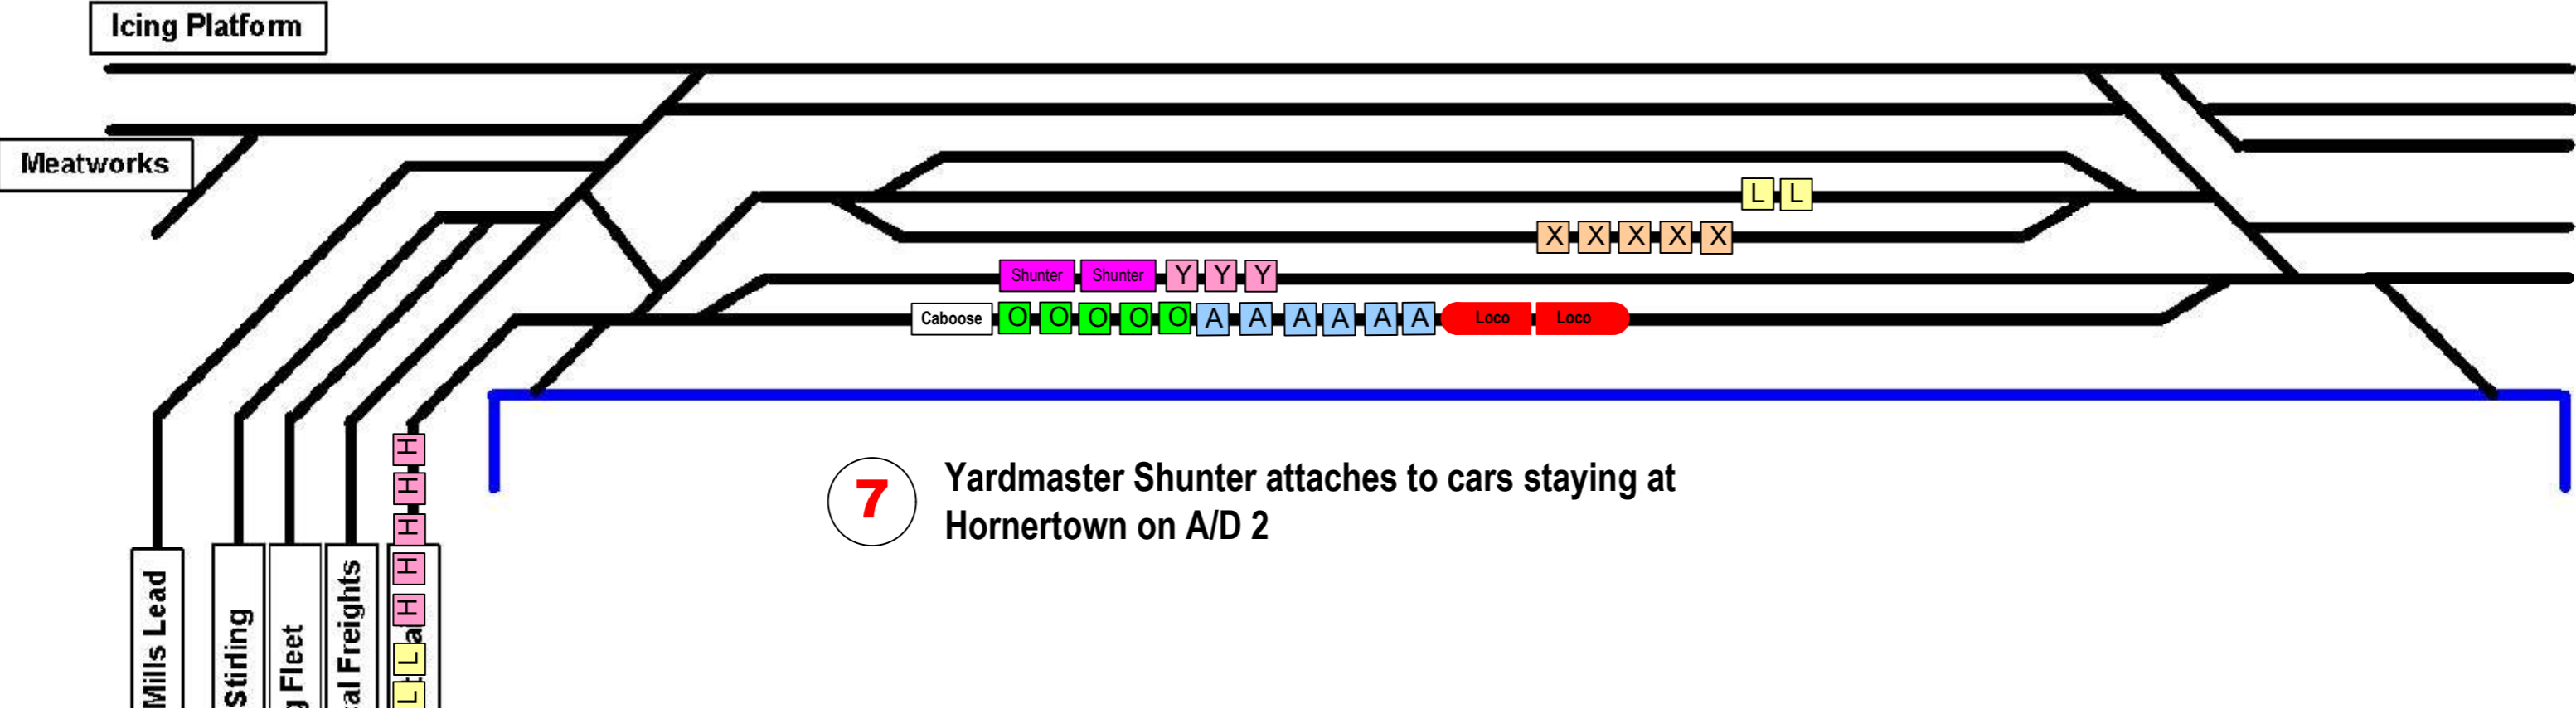 Icing Platform
Meatworks
L L
X X X X X
Shunter Shunter Y Y Y
Caboose O O O O O A A A A A A Loco Loco
7
Yardmaster Shunter attaches to cars staying at
Hornertown on A/D 2
Mills Lead
Stirling
g Fleet
al Freights
H
H
H
H
H
L
L